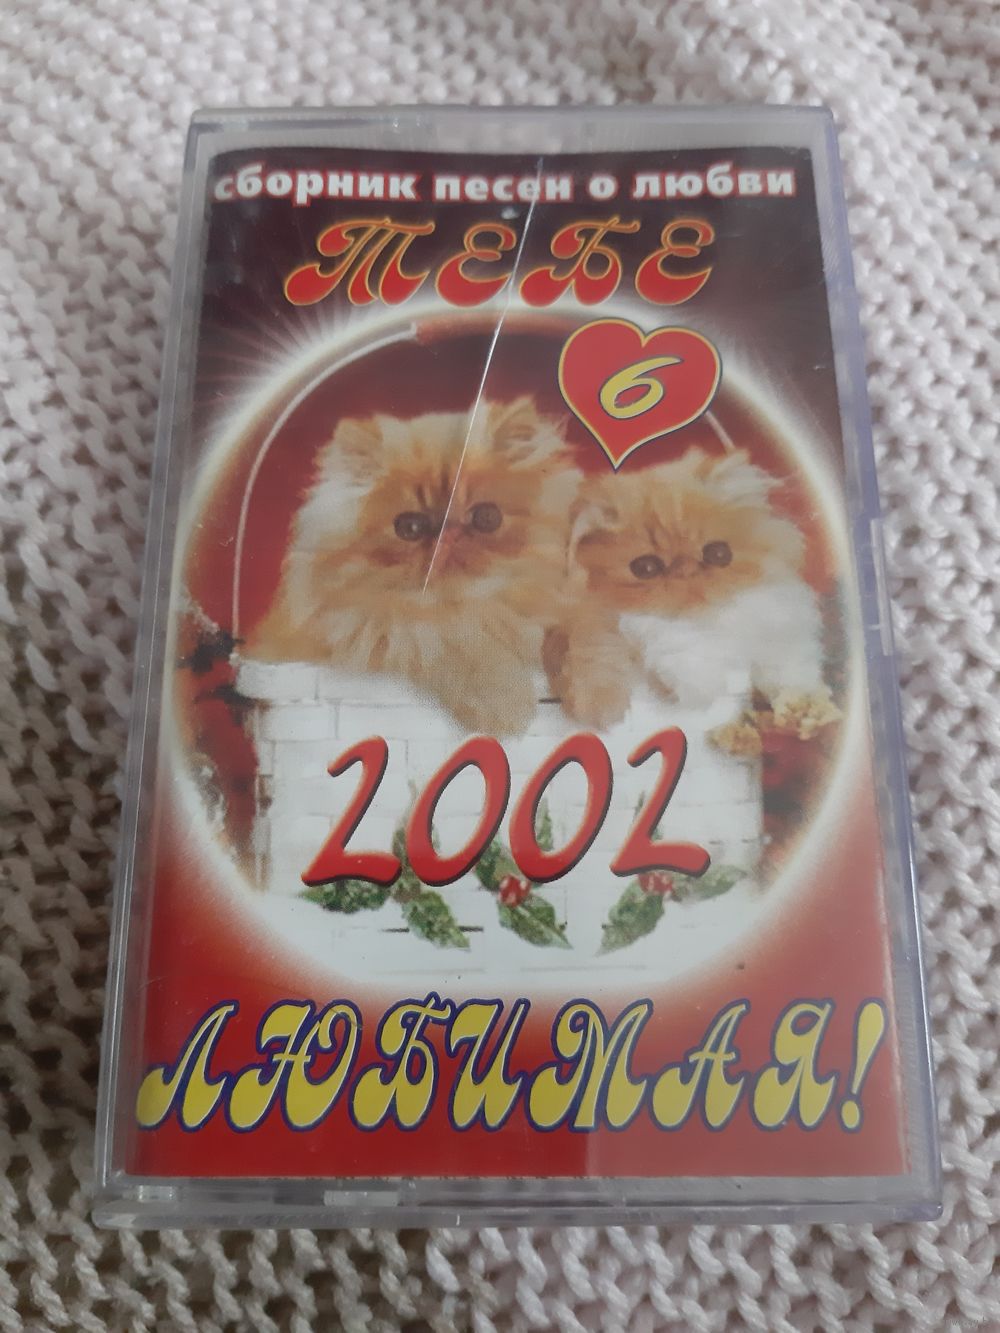 сборник песен о любви
ТЕБЕ
6
2002
ЛЮБИМАЯ!